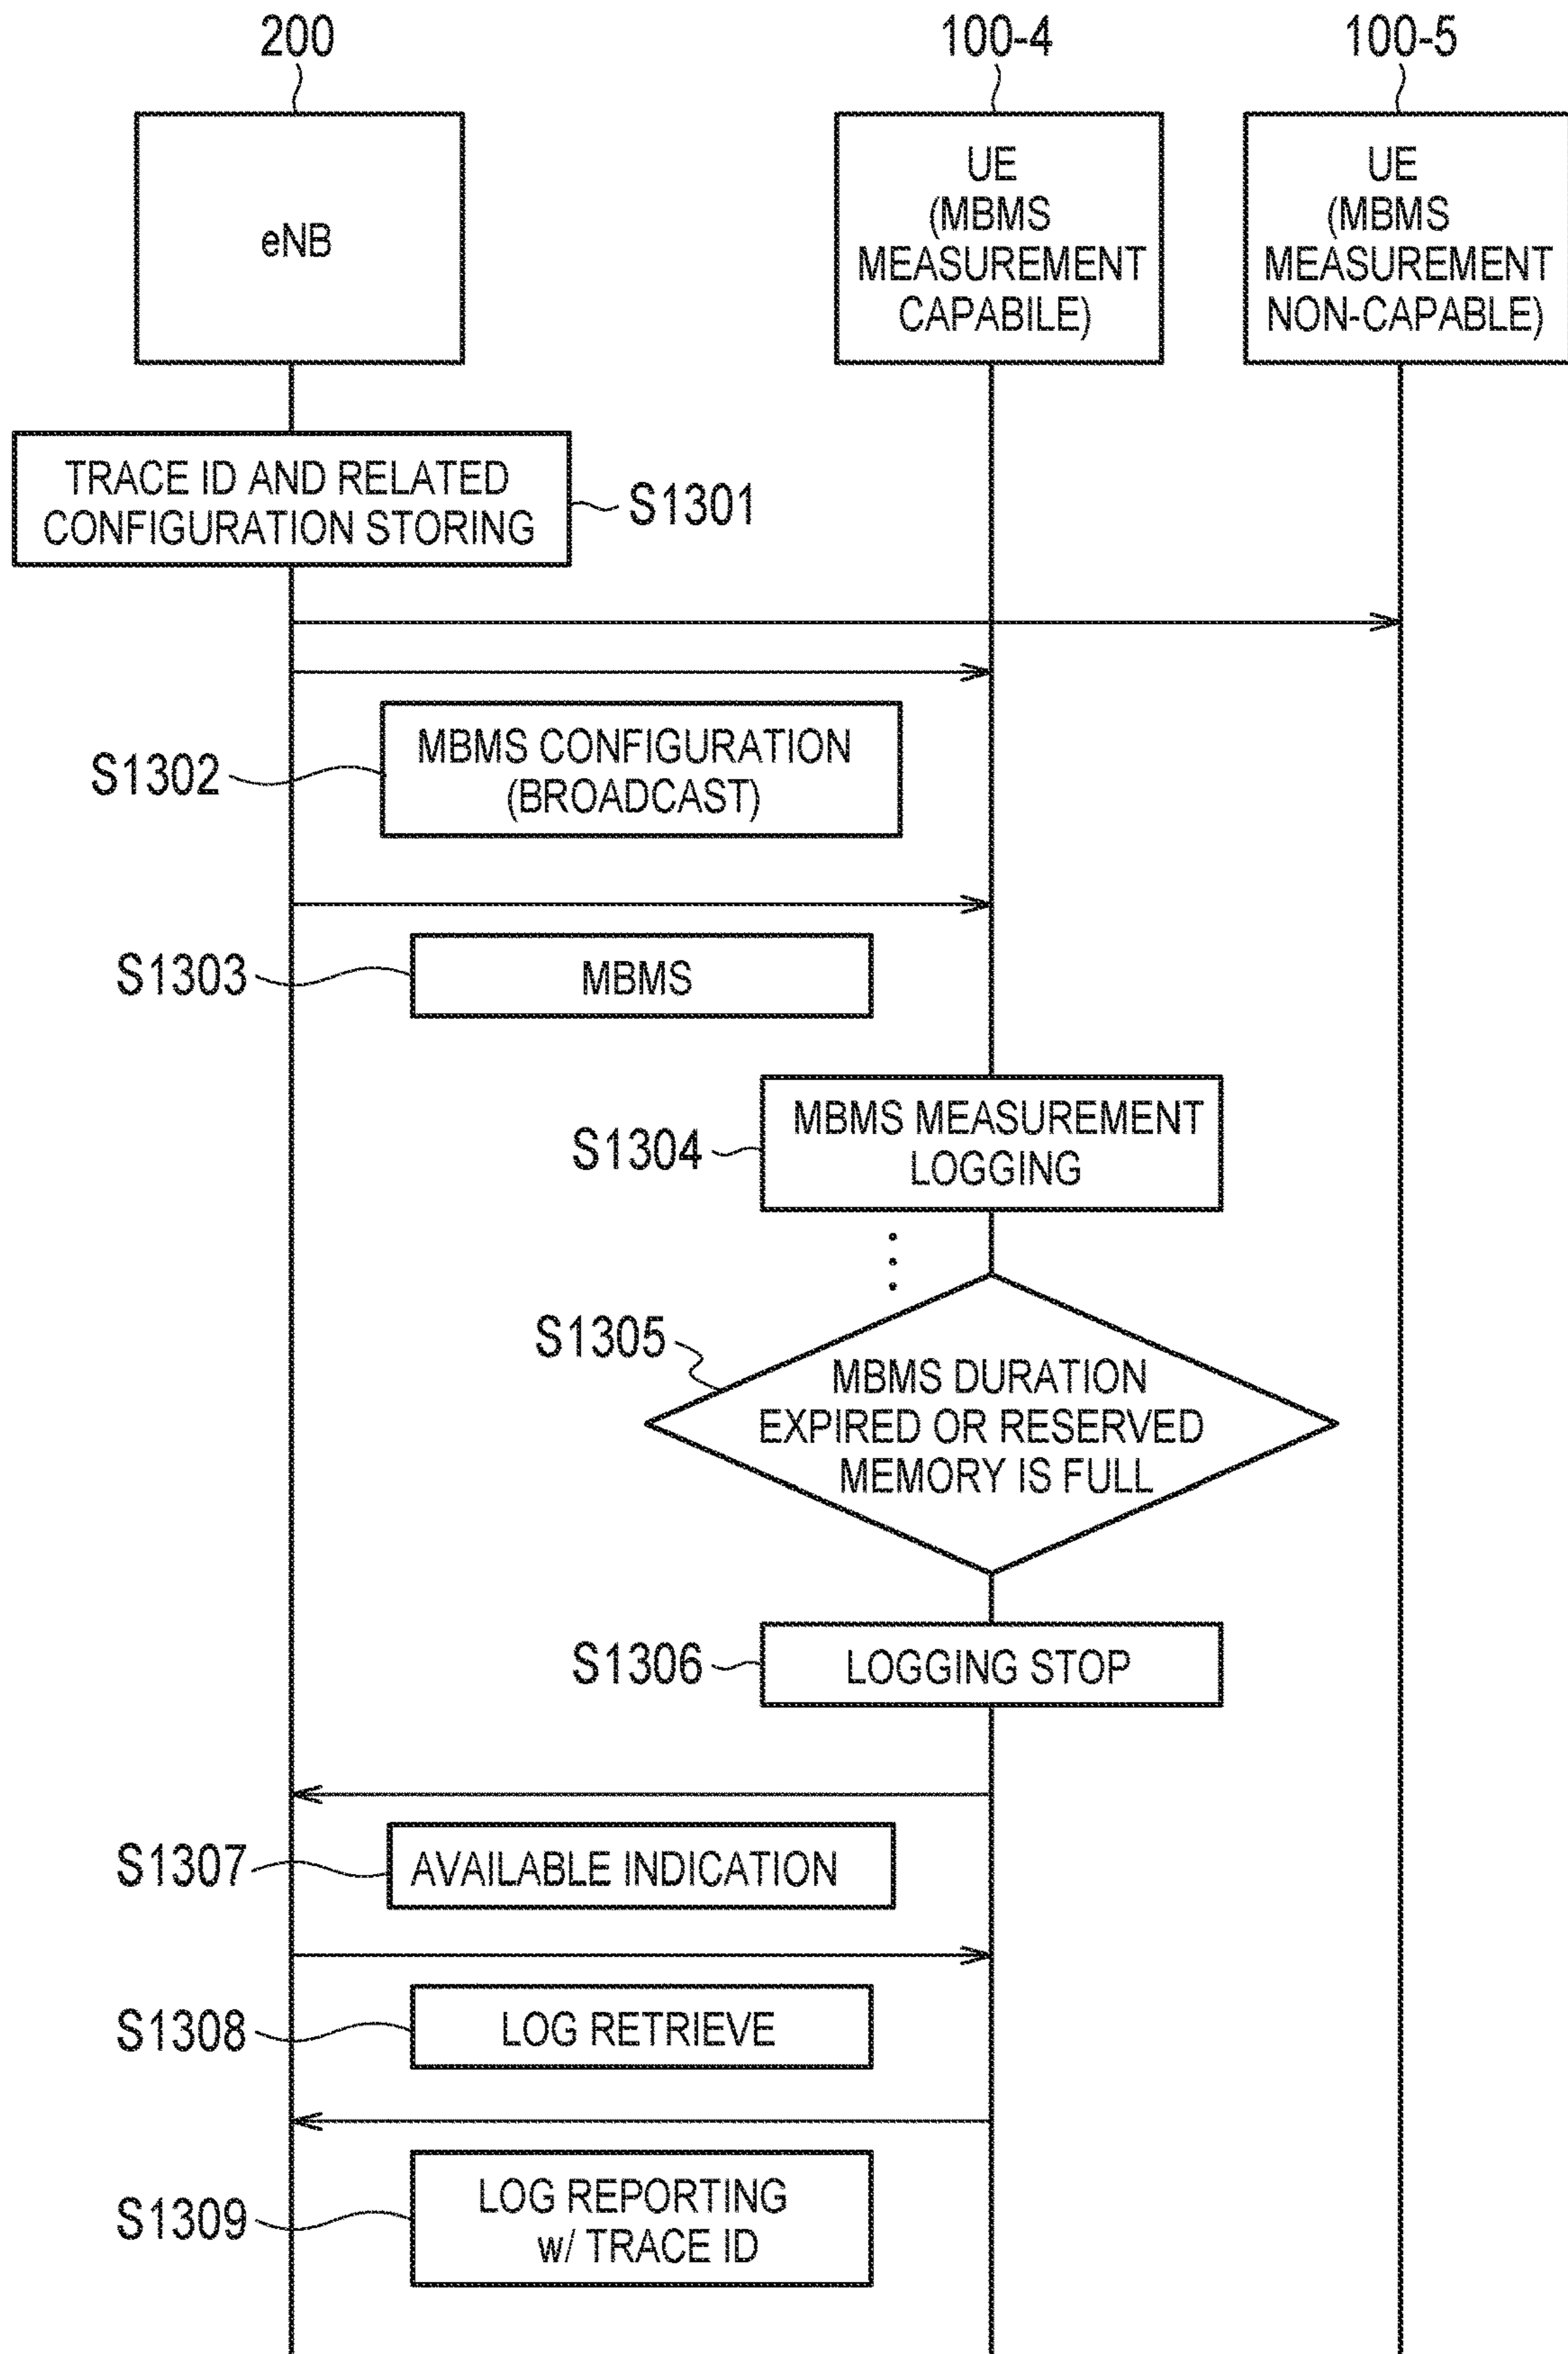 200
100-4
100-5
eNB
UE
(MBMS
MEASUREMENT
CAPABILE)
UE
(MBMS
MEASUREMENT
NON-CAPABLE)
TRACE ID AND RELATED
CONFIGURATION STORING
S1301
S1302
MBMS CONFIGURATION
(BROADCAST)
S1303
MBMS
S1304
MBMS MEASUREMENT
LOGGING
S1305
MBMS DURATION
EXPIRED OR RESERVED
MEMORY IS FULL
S1306
LOGGING STOP
S1307
AVAILABLE INDICATION
S1308
LOG RETRIEVE
S1309
LOG REPORTING
w/ TRACE ID